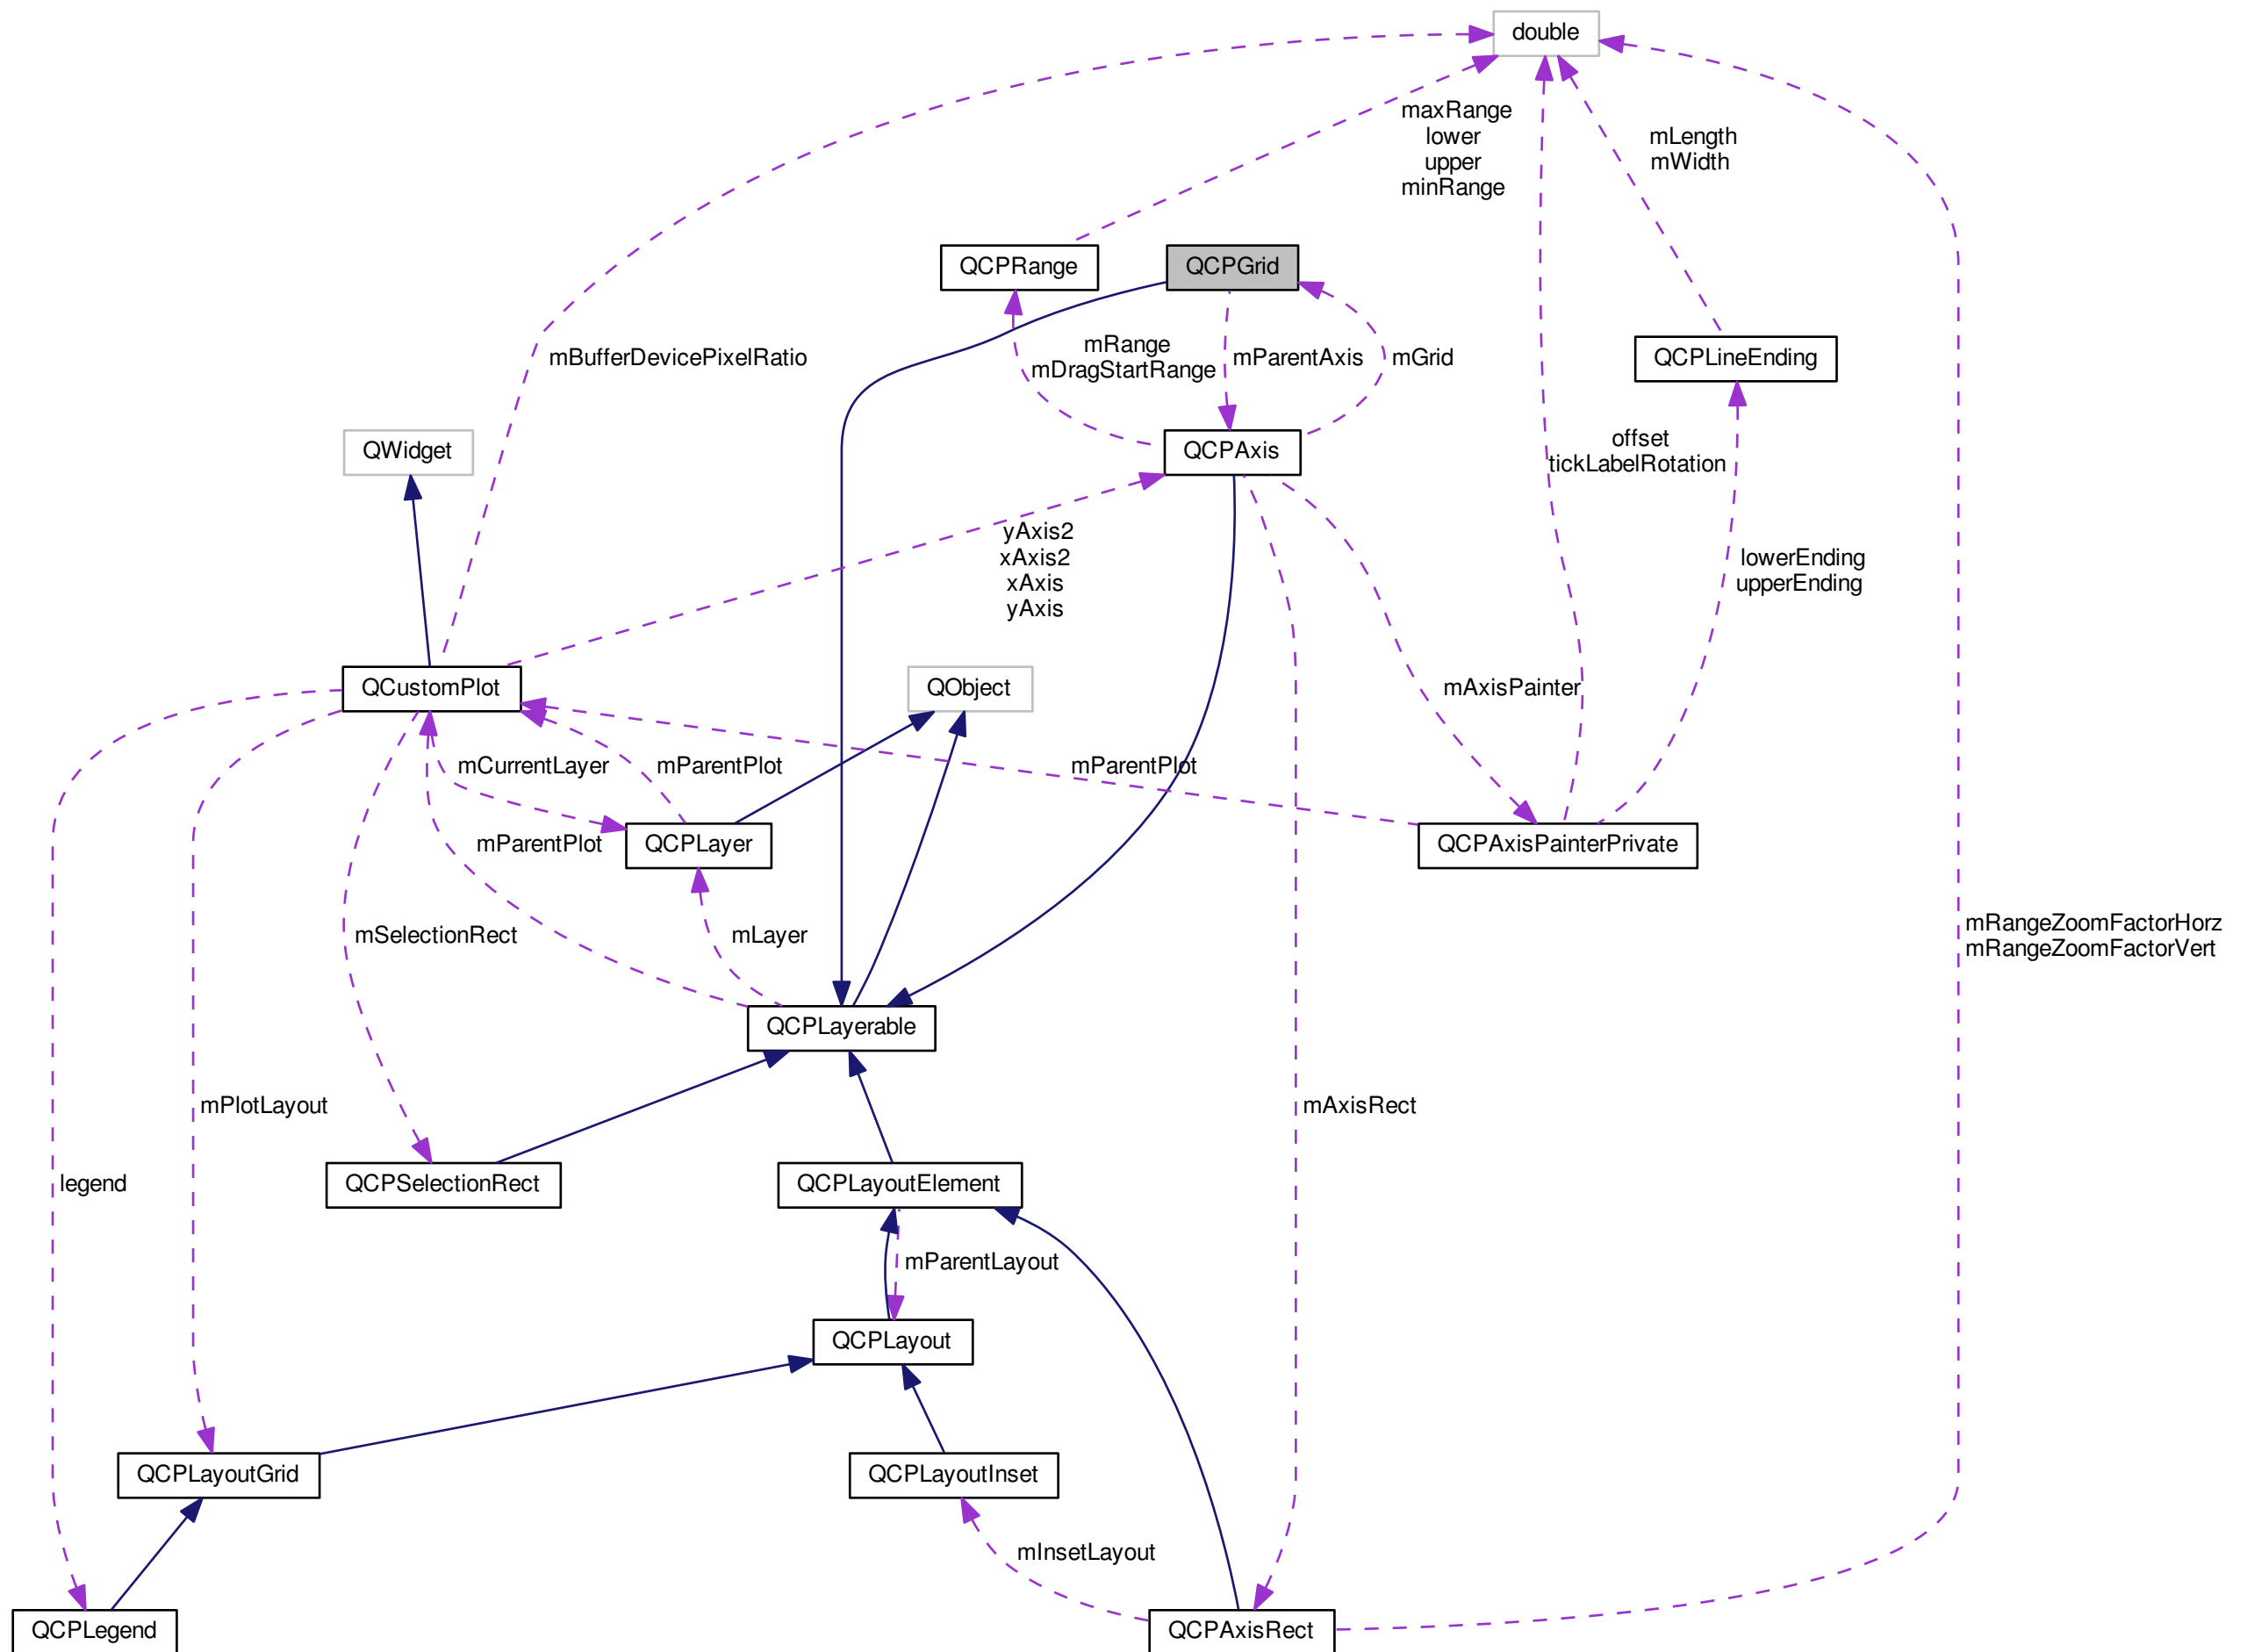 double
maxRange
lower
upper
minRange
mLength
mWidth
QCPRange
QCPGrid
mBufferDevicePixelRatio
mRange
mDragStartRange
mParentAxis
mGrid
QCPLineEnding
QWidget
QCPAxis
offset
tickLabelRotation
yAxis2
xAxis2
xAxis
yAxis
lowerEnding
upperEnding
QCustomPlot
QObject
mAxisPainter
mCurrentLayer
mParentPlot
mParentPlot
mParentPlot
QCPLayer
QCPAxisPainterPrivate
mSelectionRect
mLayer
mRangeZoomFactorHorz
mRangeZoomFactorVert
QCPLayerable
mPlotLayout
mAxisRect
legend
QCPSelectionRect
QCPLayoutElement
mParentLayout
QCPLayout
QCPLayoutGrid
QCPLayoutInset
mInsetLayout
QCPLegend
QCPAxisRect